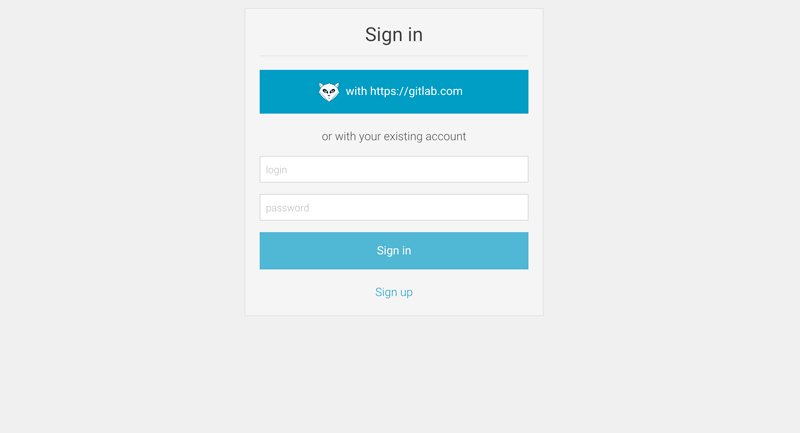 Sign in
with https://gitlab.com
or with your existing account
login
password
Sign in
Sign up